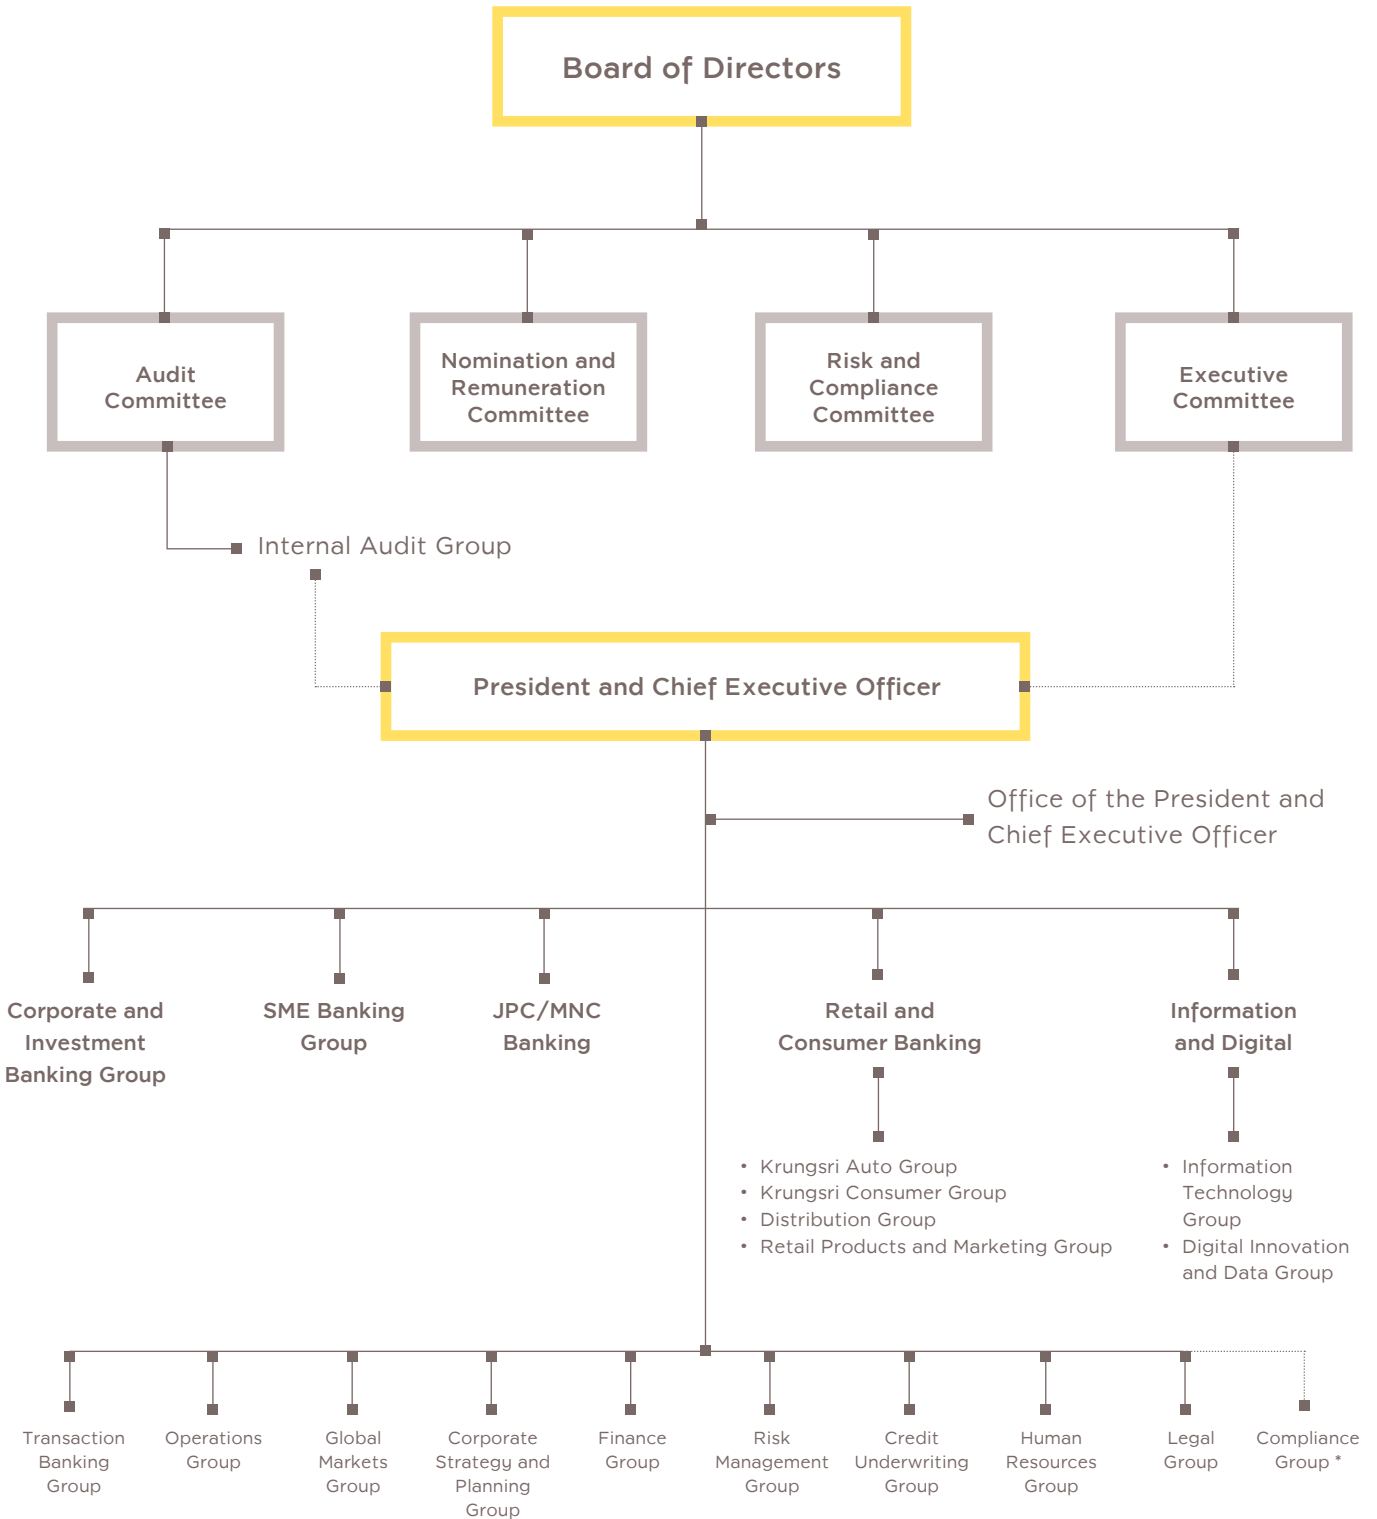 Board of Directors
Audit
Committee
Nomination and
Remuneration
Committee
Risk and
Compliance
Committee
Executive
Committee
Internal Audit Group
President and Chief Executive Officer
Office of the President and
Chief Executive Officer
Corporate and
Investment
Banking Group
SME Banking
Group
JPC/MNC
Banking
Retail and
Consumer Banking
Information
and Digital
• Krungsri Auto Group
• Krungsri Consumer Group
• Distribution Group
• Retail Products and Marketing Group
• Information
Technology
Group
• Digital Innovation
and Data Group
Transaction
Banking
Group
Operations
Group
Global
Markets
Group
Corporate
Strategy and
Planning
Group
Finance
Group
Risk
Management
Group
Credit
Underwriting
Group
Human
Resources
Group
Legal
Group
Compliance
Group *